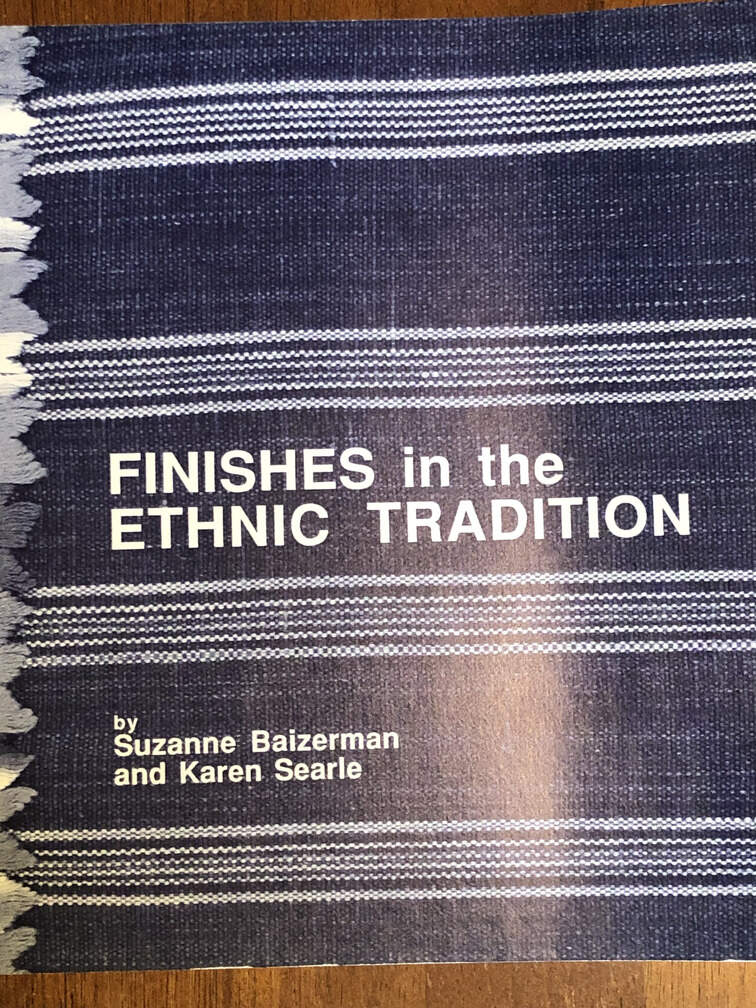 FINISHES in the
ETHNIC TRADITION
by
Suzanne Baizerman
and Karen Searle